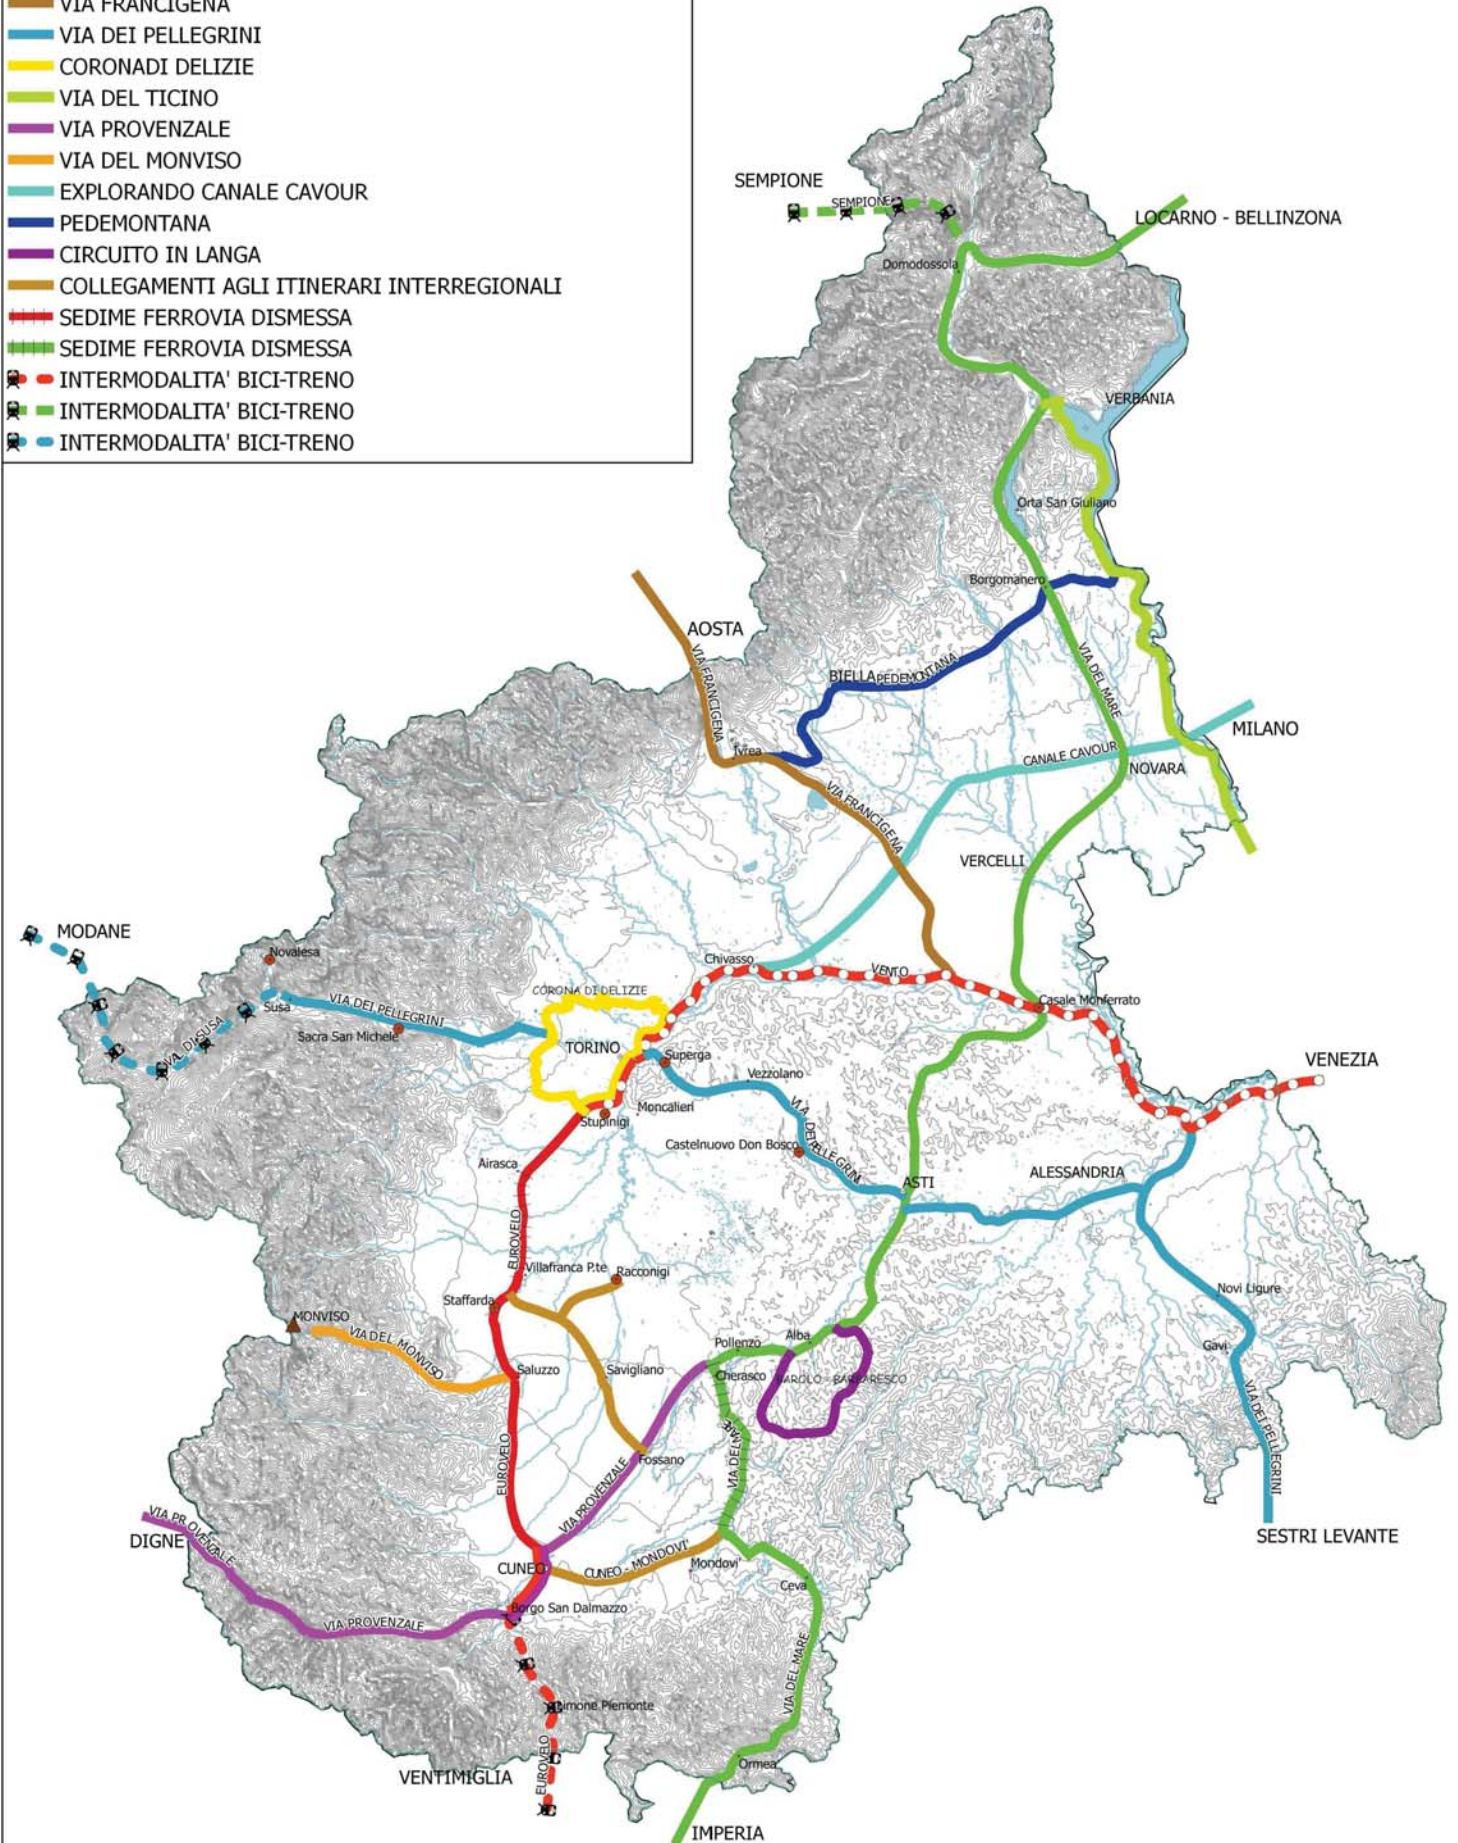 VIA FRANCIGENA
VIA DEI PELLEGRINI
CORONADI DELIZIE
VIA DEL TICINO
VIA PROVENZALE
VIA DEL MONVISO
EXPLORANDO CANALE CAVOUR
PEDEMONTANA
CIRCUITO IN LANGA
COLLEGAMENTI AGLI ITINERARI INTERREGIONALI
SEDIME FERROVIA DISMESSA
SEDIME FERROVIA DISMESSA
INTERMODALITA' BICI-TRENO
INTERMODALITA' BICI-TRENO
INTERMODALITA' BICI-TRENO
SEMPIONE
SEMPIONE
LOCARNO - BELLINZONA
Domodossola
VERBANIA
Orta San Giuliano
Borgomanero
AOSTA
VIA FRANCIGENA
BIELLA
PEDEMONTANA
VIA DEL MARE
MILANO
Ivrea
CANALE CAVOUR
NOVARA
VIA FRANCIGENA
VERCELLI
MODANE
Novalesa
Chivasso
VENTO
CORONA DI DELIZIE
Susa
VIA DEI PELLEGRINI
Casale Monferrato
VAL DI SUSA
Sacra San Michele
TORINO
Superga
VENEZIA
Vezzolano
Moncalieri
Stupinigi
VIA DEI PELLEGRINI
Castelnuovo Don Bosco
Airasca
ALESSANDRIA
ASTI
EUROVELO
Villafranca P.te
Racconigi
Novi Ligure
Staffarda
MONVISO
VIA DEL MONVISO
Pollenzo
Alba
Gavi
Saluzzo
Savigliano
Cherasco
BAROLO - BARBARESCO
VIA DEI PELLEGRINI
EUROVELO
VIA DEL MARE
Fossano
VIA PROVENZALE
VIA PROVENZALE
DIGNE
SESTRI LEVANTE
CUNEO
CUNEO - MONDOVI'
Mondovi'
Ceva
Borgo San Dalmazzo
VIA PROVENZALE
VIA DEL MARE
Limone Piemonte
EUROVELO
VENTIMIGLIA
Ormea
IMPERIA